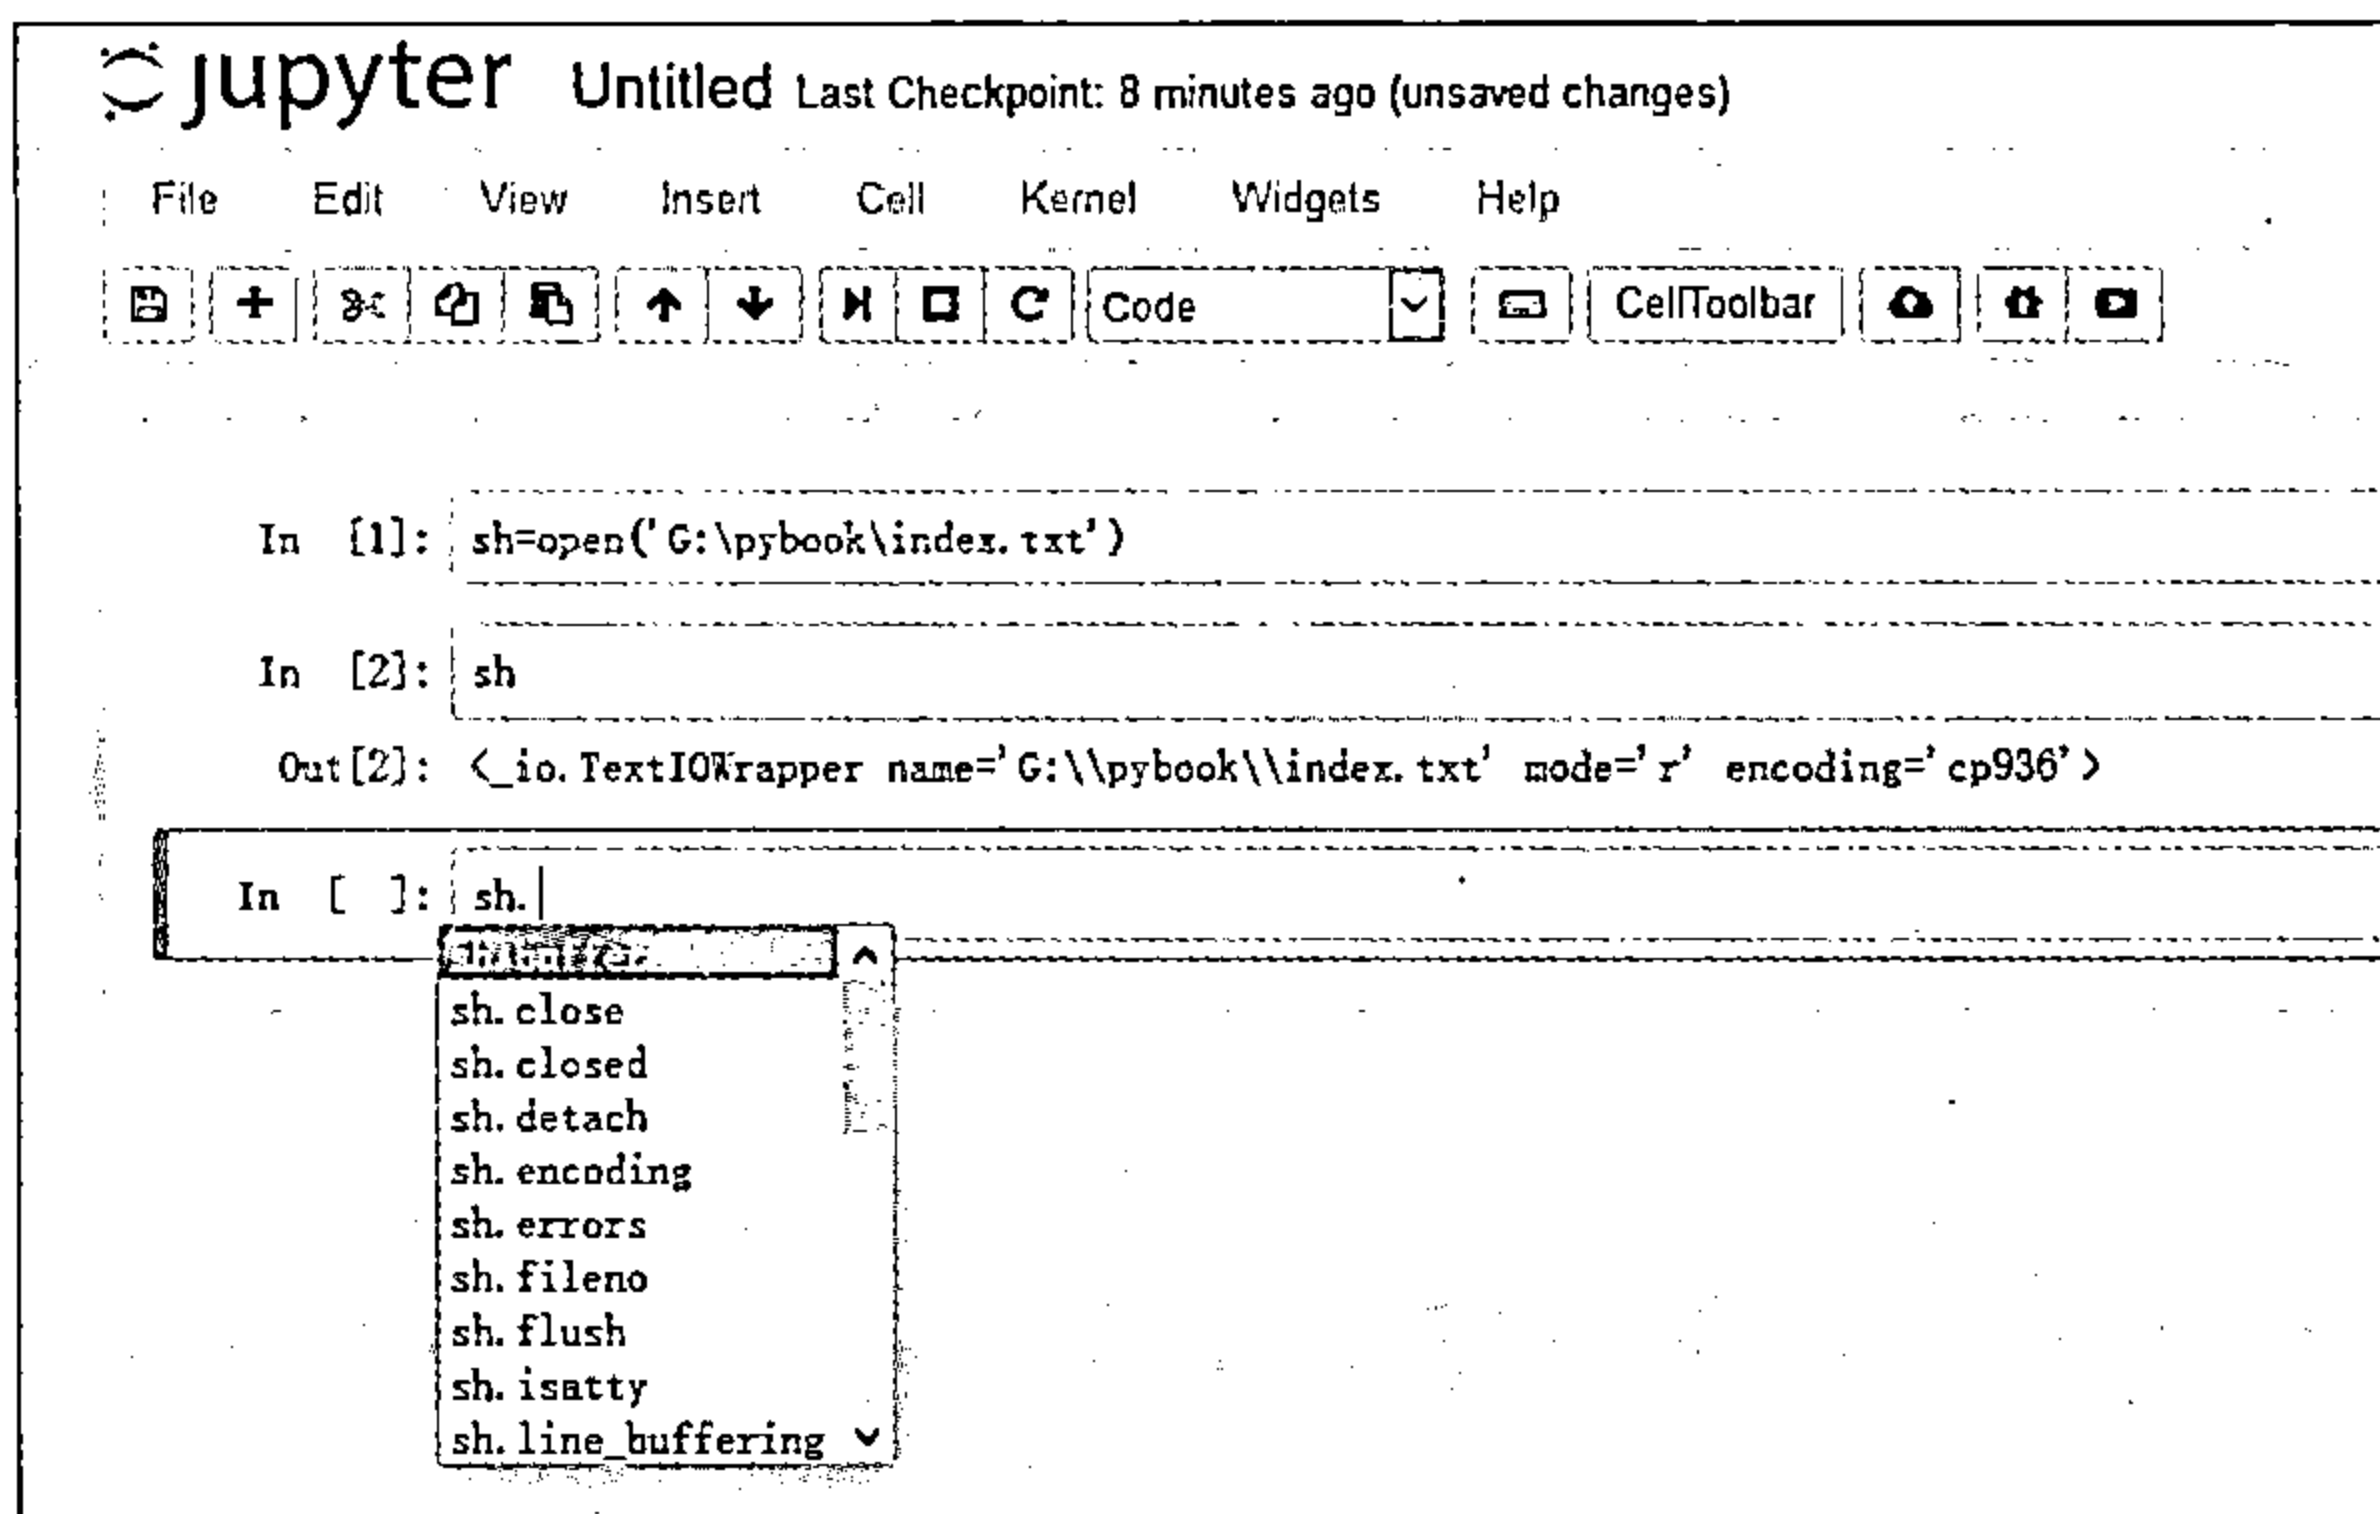 jupyter Untitled Last Checkpoint: 8 minutes ago (unsaved changes)
File Edit View Insert Cell Kernel Widgets Help
Code CellToolbar
In [1]: sh=open('G:\pybook\index.txt')
In [2]: sh
Out[2]: <_io.TextIOWrapper name='G:\\pybook\\index.txt' mode='r' encoding='cp936'>
In [ ]: sh.
sh.close
sh.closed
sh.detach
sh.encoding
sh.errors
sh.fileno
sh.flush
sh.isatty
sh.line_buffering